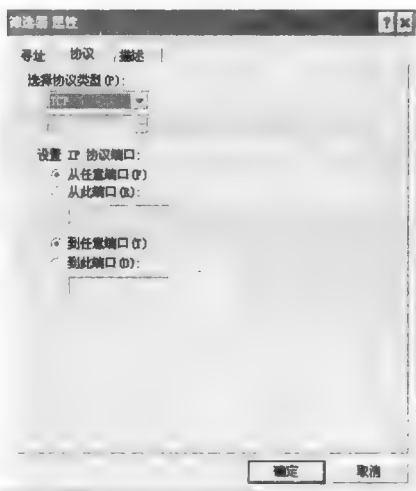 筛选器 属性
寻址 协议 描述
选择协议类型(P):
TCP
设置 IP 协议端口:
从任意端口(F)
从此端口(R):
到任意端口(T)
到此端口(O):
确定 取消